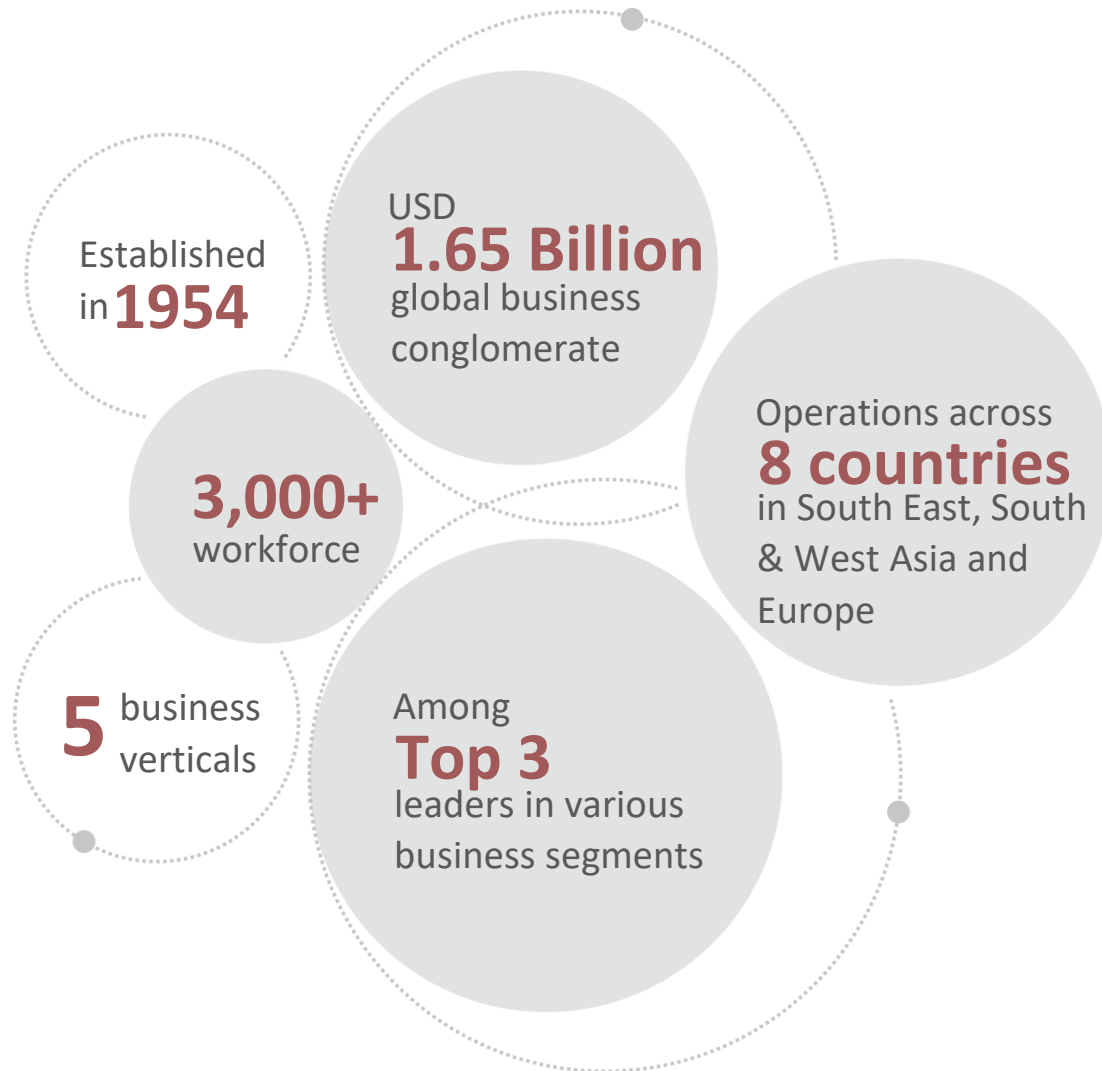 Established
in 1954
USD
1.65 Billion
global business
conglomerate
Operations across
8 countries
in South East, South
& West Asia and
Europe
3,000+
workforce
5 business
verticals
Among
Top 3
leaders in various
business segments